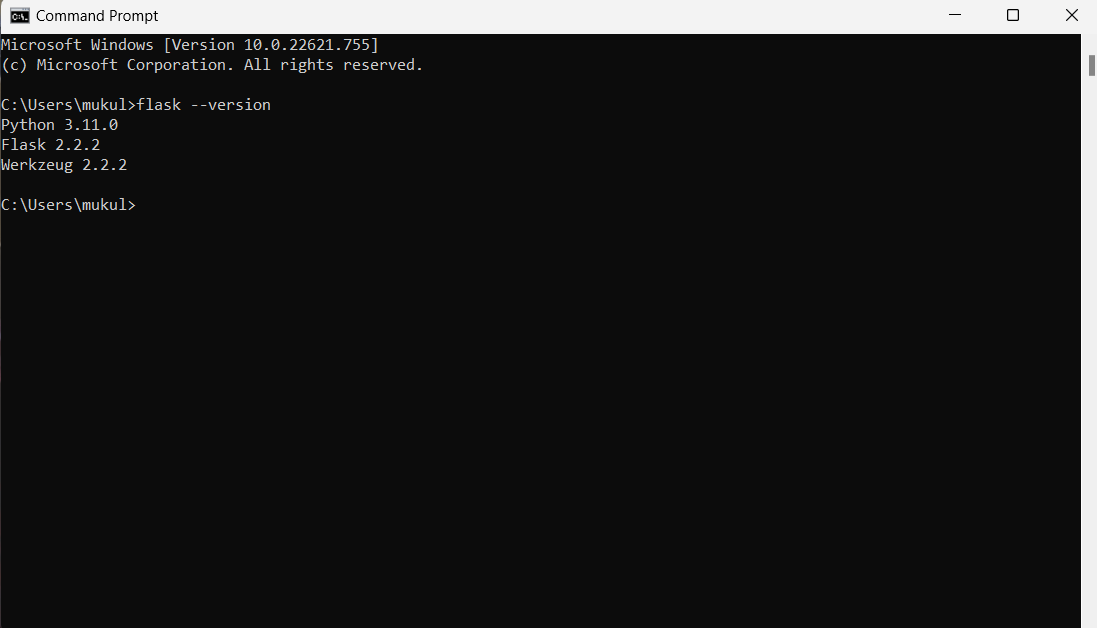 Command Prompt
Microsoft Windows [Version 10.0.22621.755]
(c) Microsoft Corporation. All rights reserved.
C:\Users\mukul>flask --version
Python 3.11.0
Flask 2.2.2
Werkzeug 2.2.2
C:\Users\mukul>